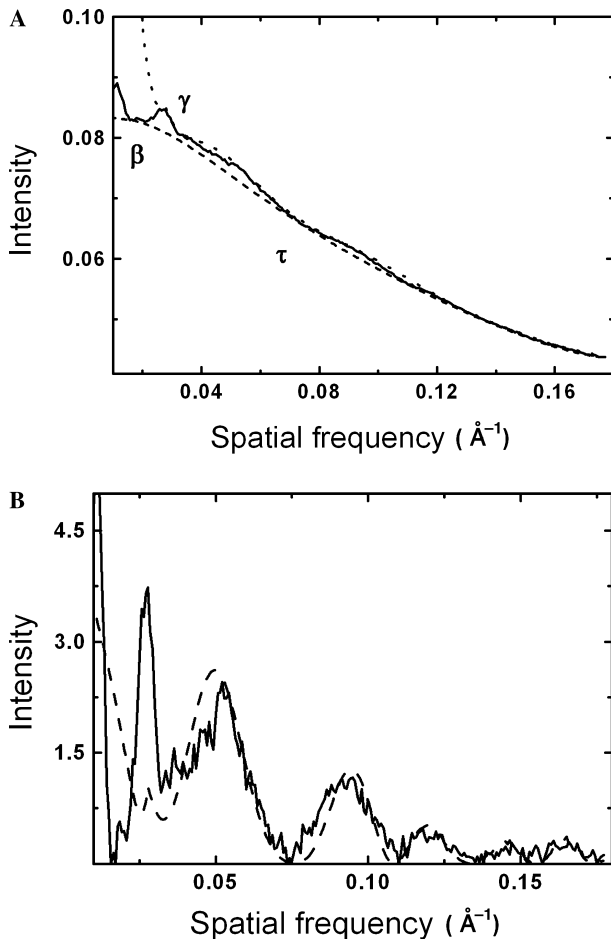 A
0.10
0.08
0.06
Intensity
γ
β
τ
0.04
0.08
0.12
0.16
Spatial frequency ( Å⁻¹)
B
4.5
3.0
1.5
Intensity
0.05
0.10
0.15
Spatial frequency ( Å⁻¹)